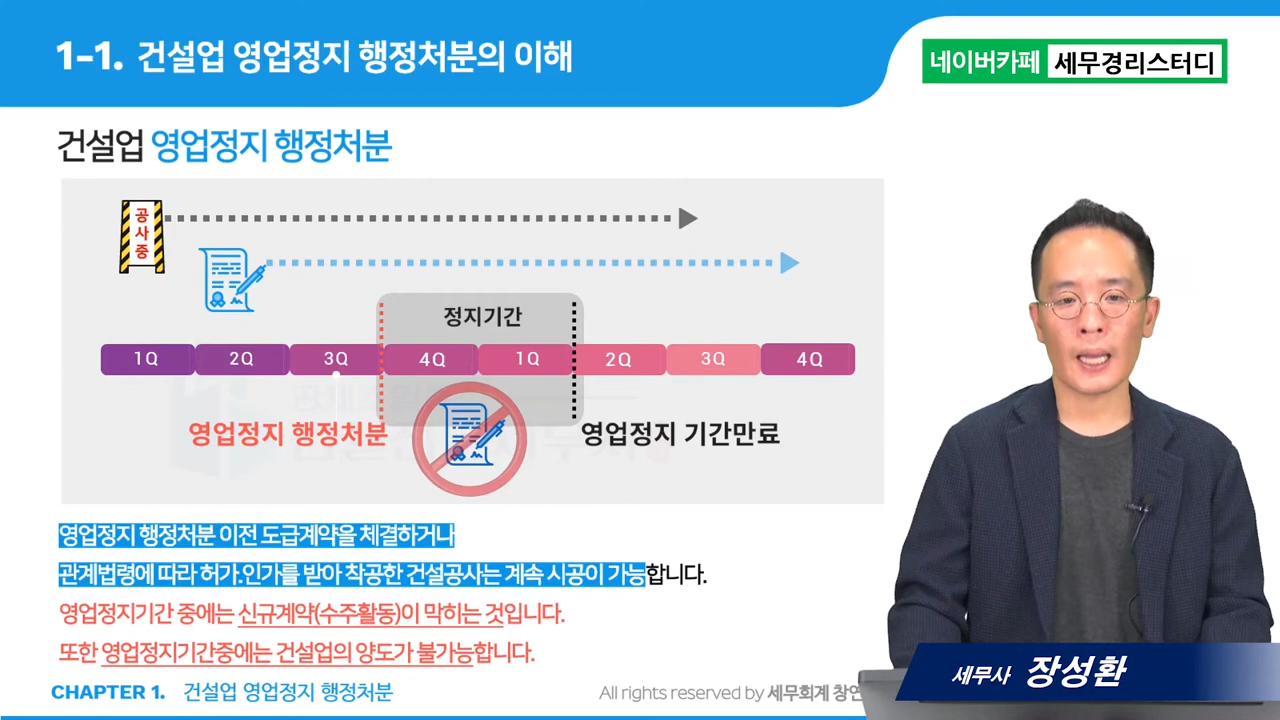 1-1. 건설업 영업정지 행정처분의 이해
네이버카페 세무경리스터디
건설업 영업정지 행정처분
공사중
정지기간
1Q 2Q 3Q 4Q 1Q 2Q 3Q 4Q
영업정지 행정처분
영업정지 기간만료
영업정지 행정처분 이전 도급계약을 체결하거나
관계법령에 따라 허가.인가를 받아 착공한 건설공사는 계속 시공이 가능합니다.
영업정지기간 중에는 신규계약(수주활동)이 막히는 것입니다.
또한 영업정지기간중에는 건설업의 양도가 불가능합니다.
세무사 장성환
CHAPTER 1. 건설업 영업정지 행정처분
All rights reserved by 세무회계 창연